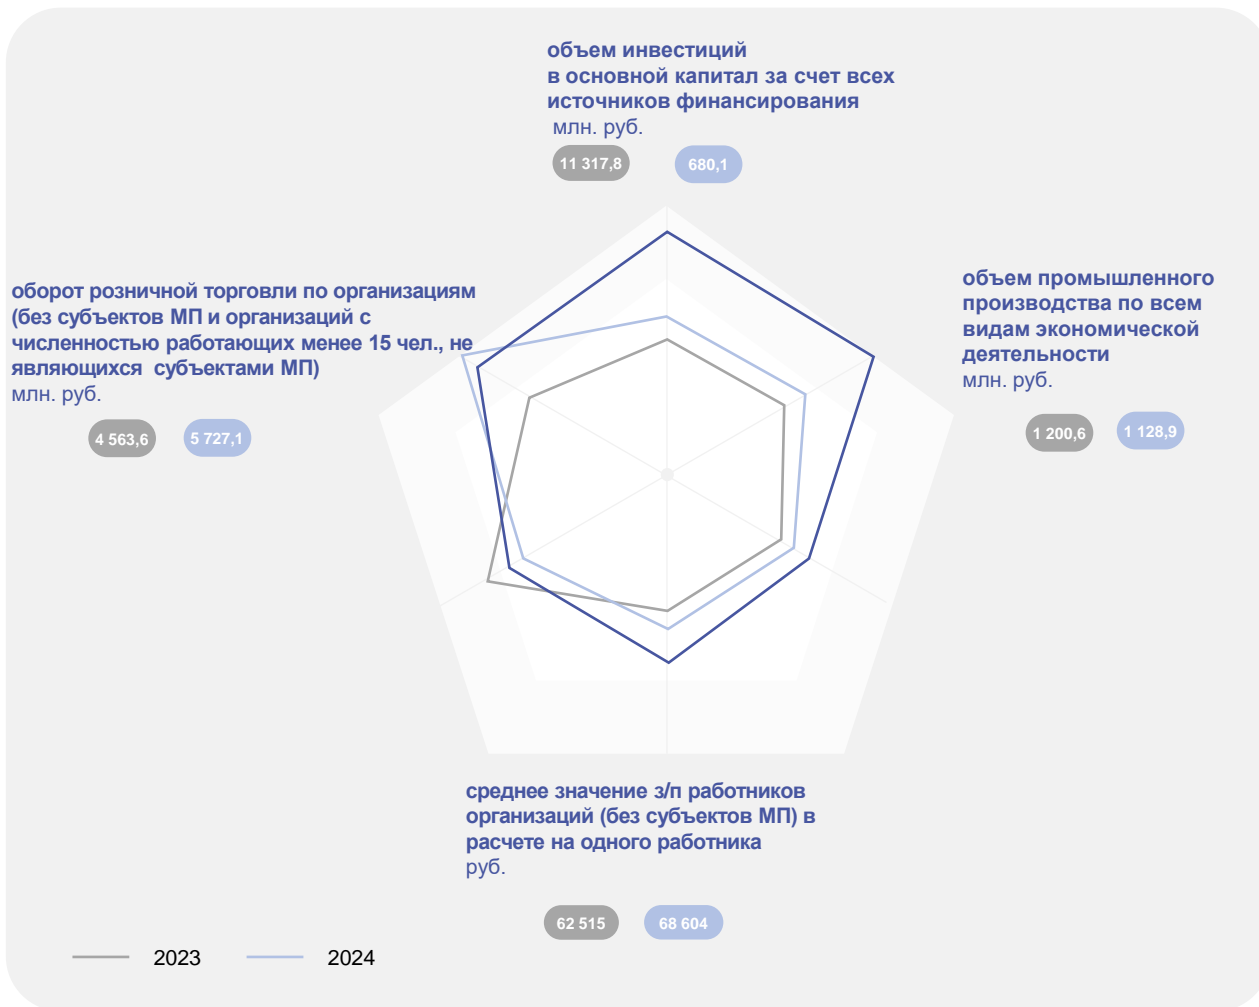 объем инвестиций
в основной капитал за счет всех
источников финансирования
млн. руб.
11 317,8 680,1
оборот розничной торговли по организациям
(без субъектов МП и организаций с
численностью работающих менее 15 чел., не
являющихся субъектами МП)
млн. руб.
4 563,6 5 727,1
объем промышленного
производства по всем
видам экономической
деятельности
млн. руб.
1 200,6 1 128,9
среднее значение з/п работников
организаций (без субъектов МП) в
расчете на одного работника
руб.
62 515 68 604
2023 2024